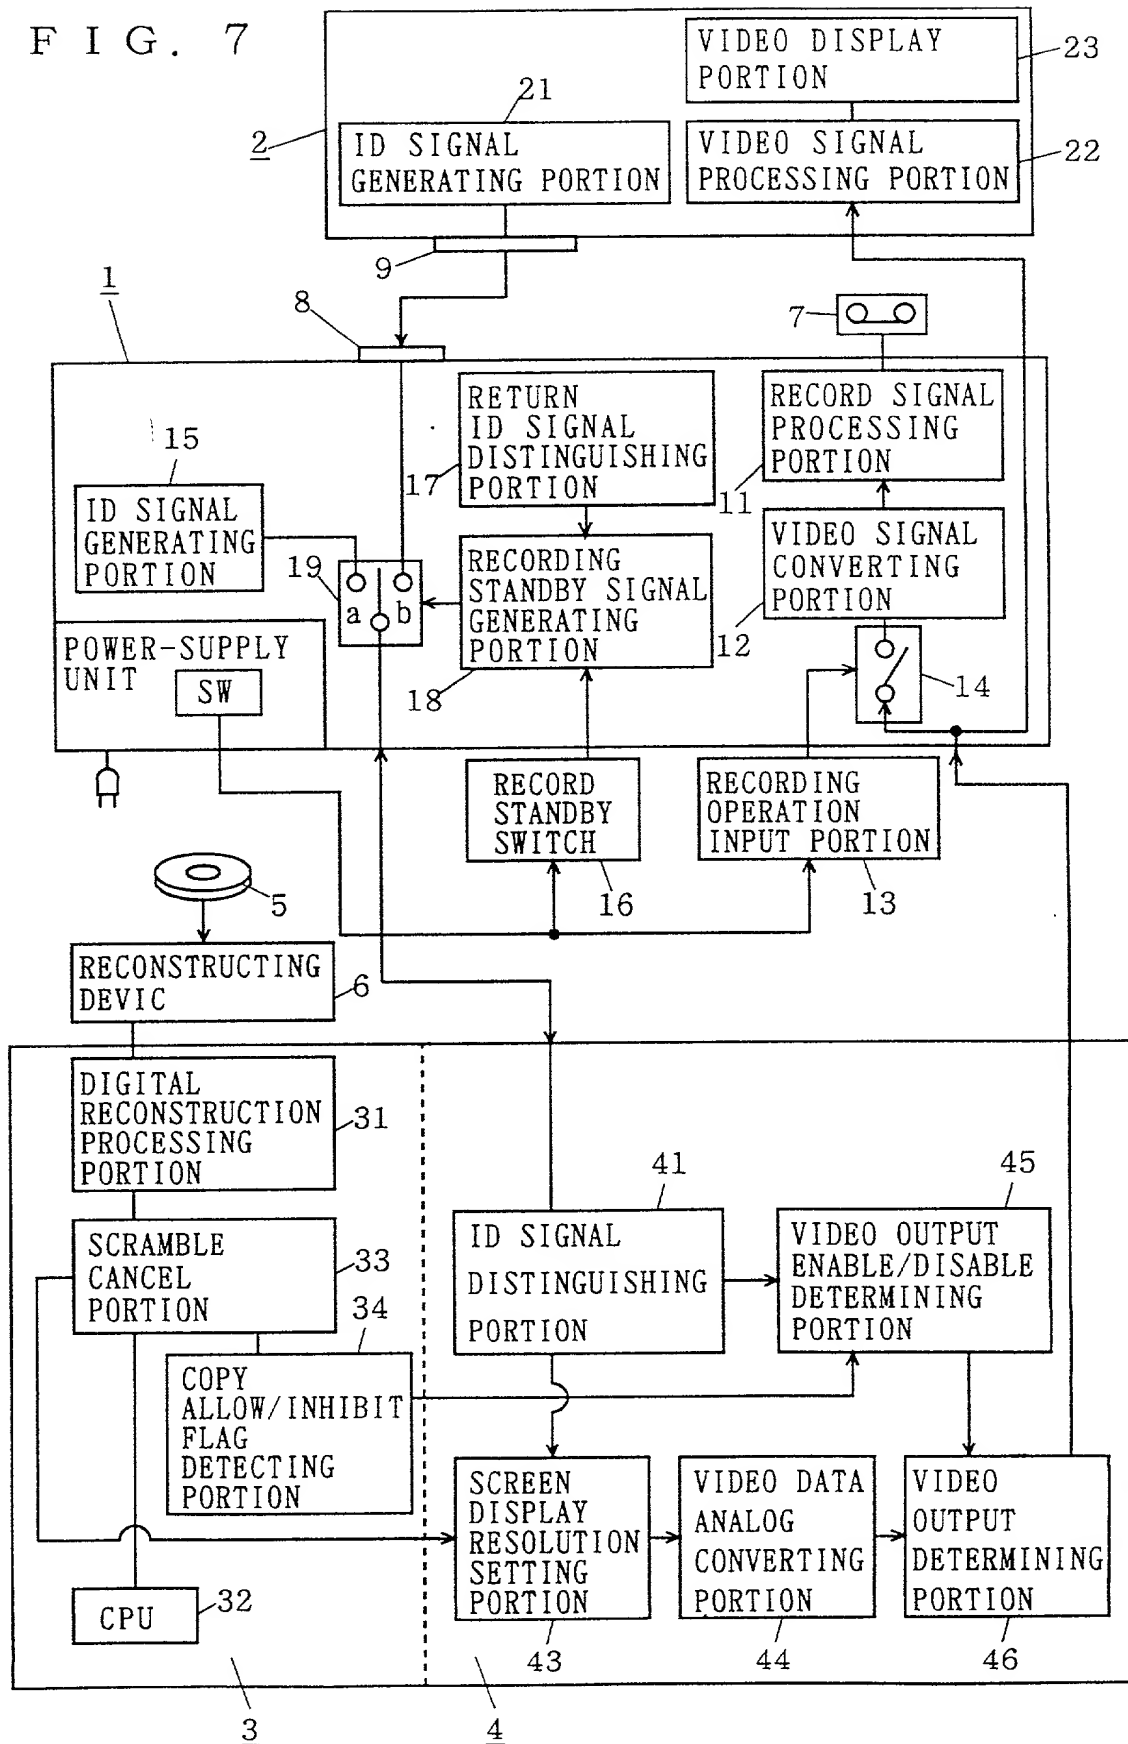 FIG. 7
VIDEO DISPLAY
PORTION
23
21
2
ID SIGNAL
GENERATING PORTION
VIDEO SIGNAL
PROCESSING PORTION
22
9
1
8
7
RETURN
ID SIGNAL
DISTINGUISHING
PORTION
17
RECORD SIGNAL
PROCESSING
PORTION
11
15
ID SIGNAL
GENERATING
PORTION
19
a
b
RECORDING
STANDBY SIGNAL
GENERATING
PORTION
18
VIDEO SIGNAL
CONVERTING
PORTION
12
POWER-SUPPLY
UNIT
SW
14
RECORD
STANDBY
SWITCH
16
RECORDING
OPERATION
INPUT PORTION
13
5
RECONSTRUCTING
DEVIC
6
DIGITAL
RECONSTRUCTION
PROCESSING
PORTION
31
41
45
SCRAMBLE
CANCEL
PORTION
33
ID SIGNAL
DISTINGUISHING
PORTION
VIDEO OUTPUT
ENABLE/DISABLE
DETERMINING
PORTION
34
COPY
ALLOW/INHIBIT
FLAG
DETECTING
PORTION
SCREEN
DISPLAY
RESOLUTION
SETTING
PORTION
VIDEO DATA
ANALOG
CONVERTING
PORTION
VIDEO
OUTPUT
DETERMINING
PORTION
CPU
32
43
44
46
3
4